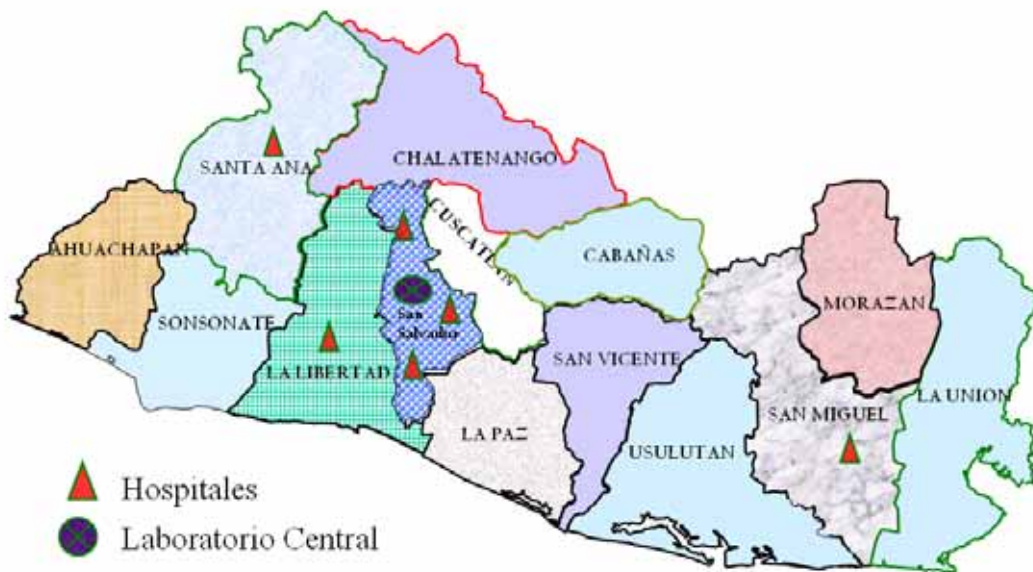 SANTA ANA
CHALATENANGO
CUSCATLAN
AHUACHAPAN
CABAÑAS
SONSONATE
San
Salvador
MORAZAN
LA LIBERTAD
SAN VICENTE
LA UNION
SAN MIGUEL
LA PAZ
USULUTAN
Hospitales
Laboratorio Central